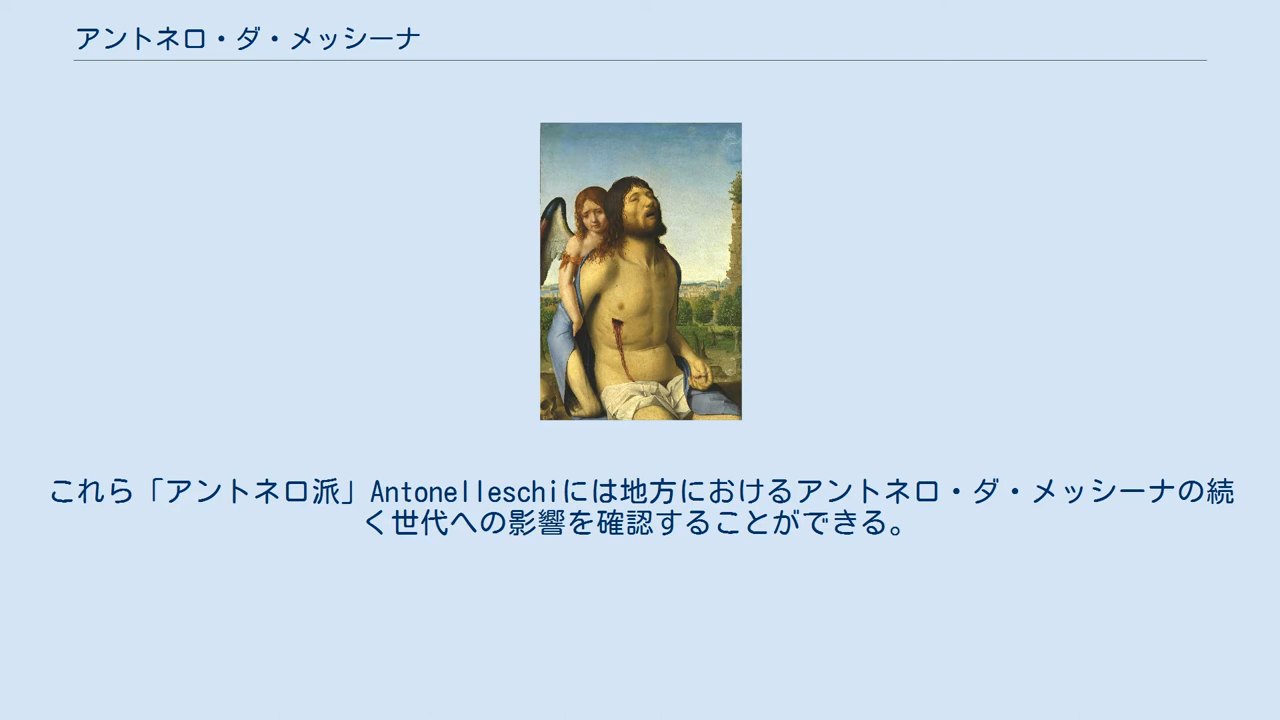 アントネロ・ダ・メッシーナ
これら「アントネロ派」Antonelleschiには地方におけるアントネロ・ダ・メッシーナの続
く世代への影響を確認することができる。